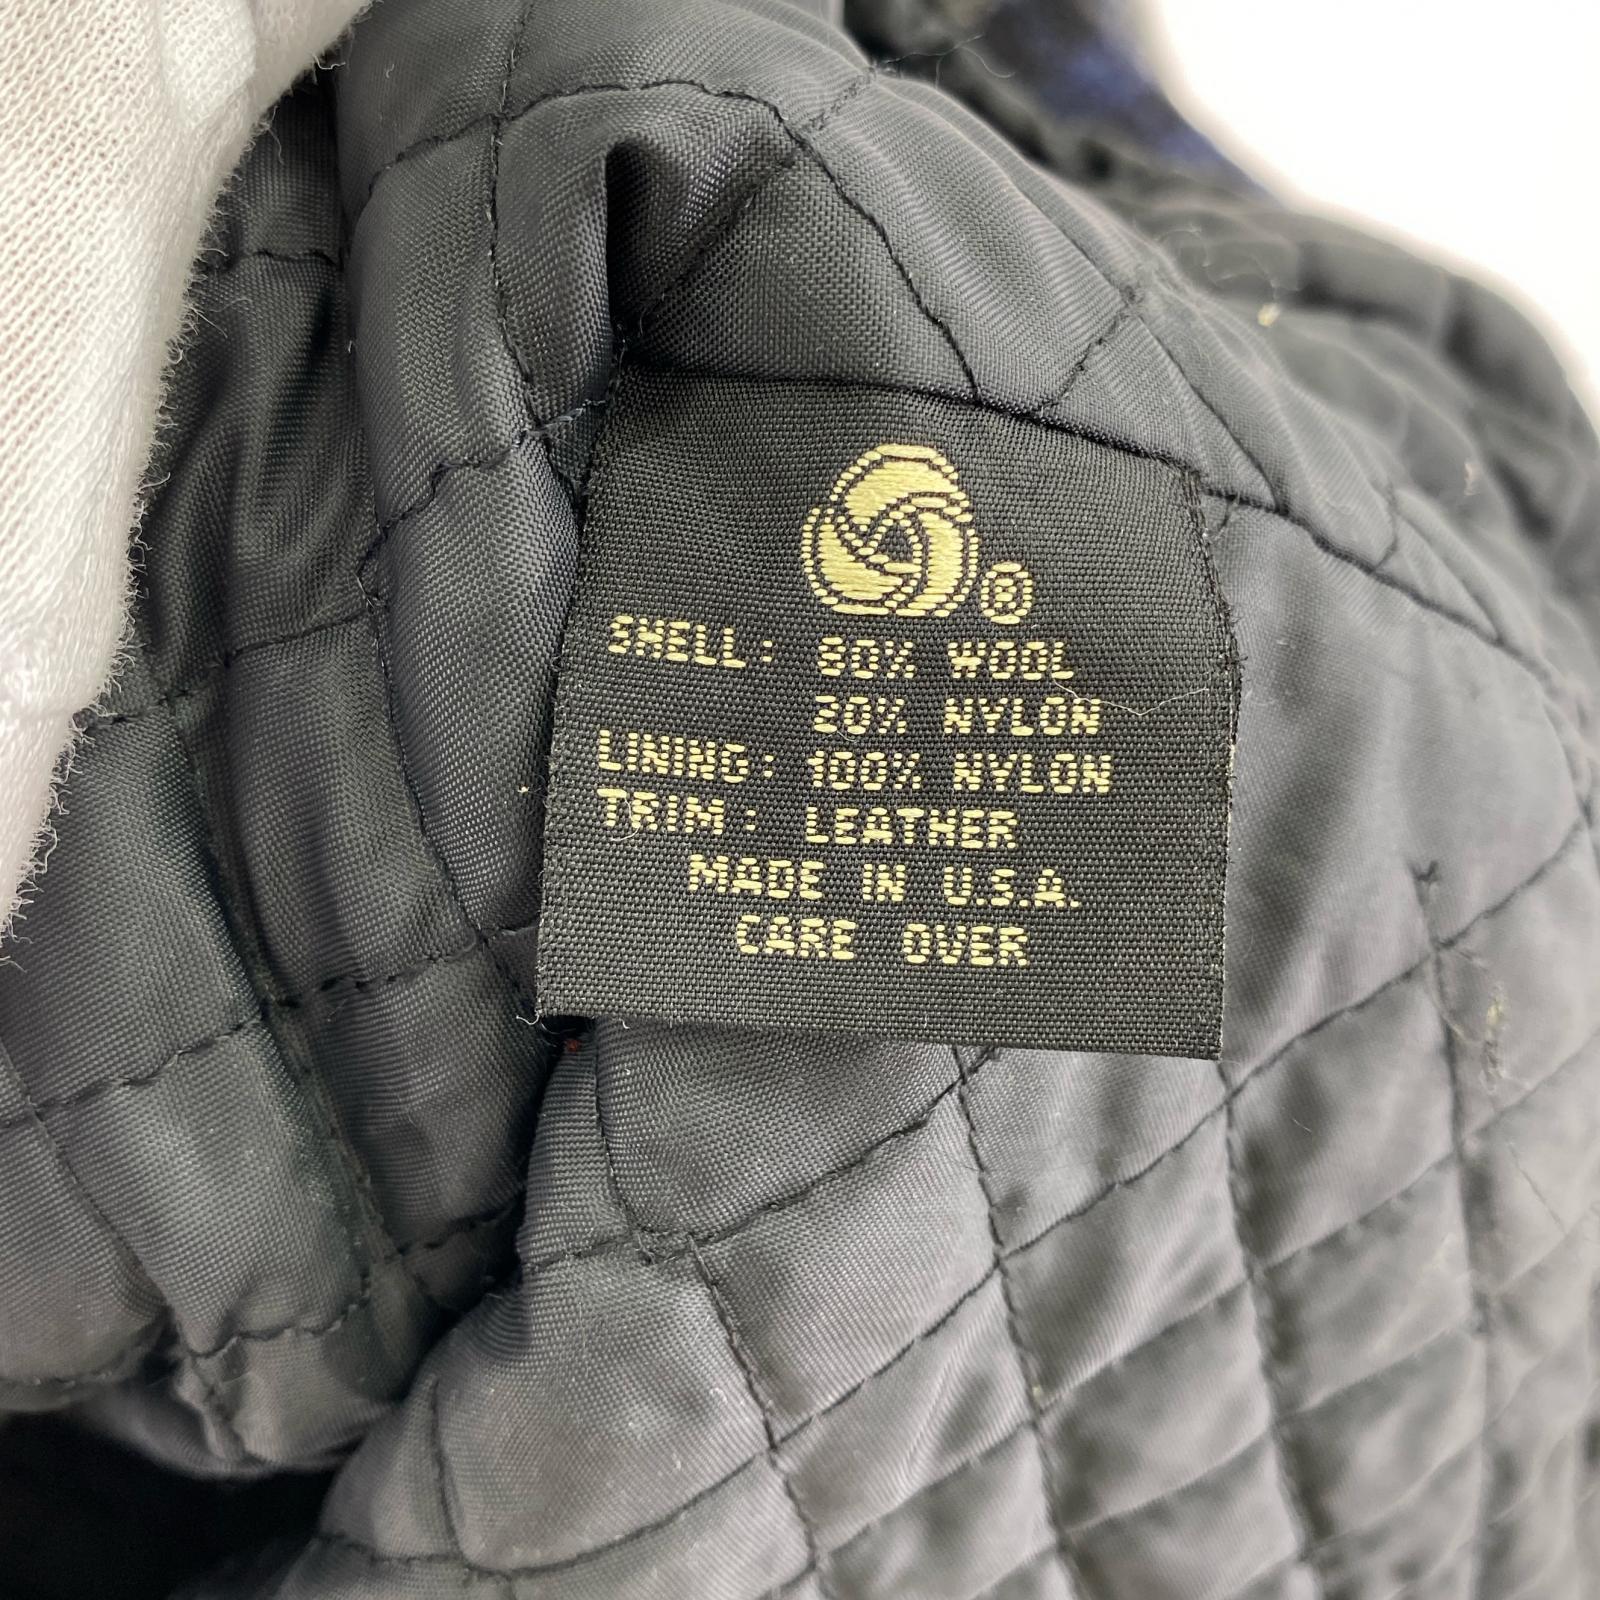 ®
SHELL: 80% WOOL
20% NYLON
LINING: 100% NYLON
TRIM: LEATHER
MADE IN U.S.A.
CARE OVER